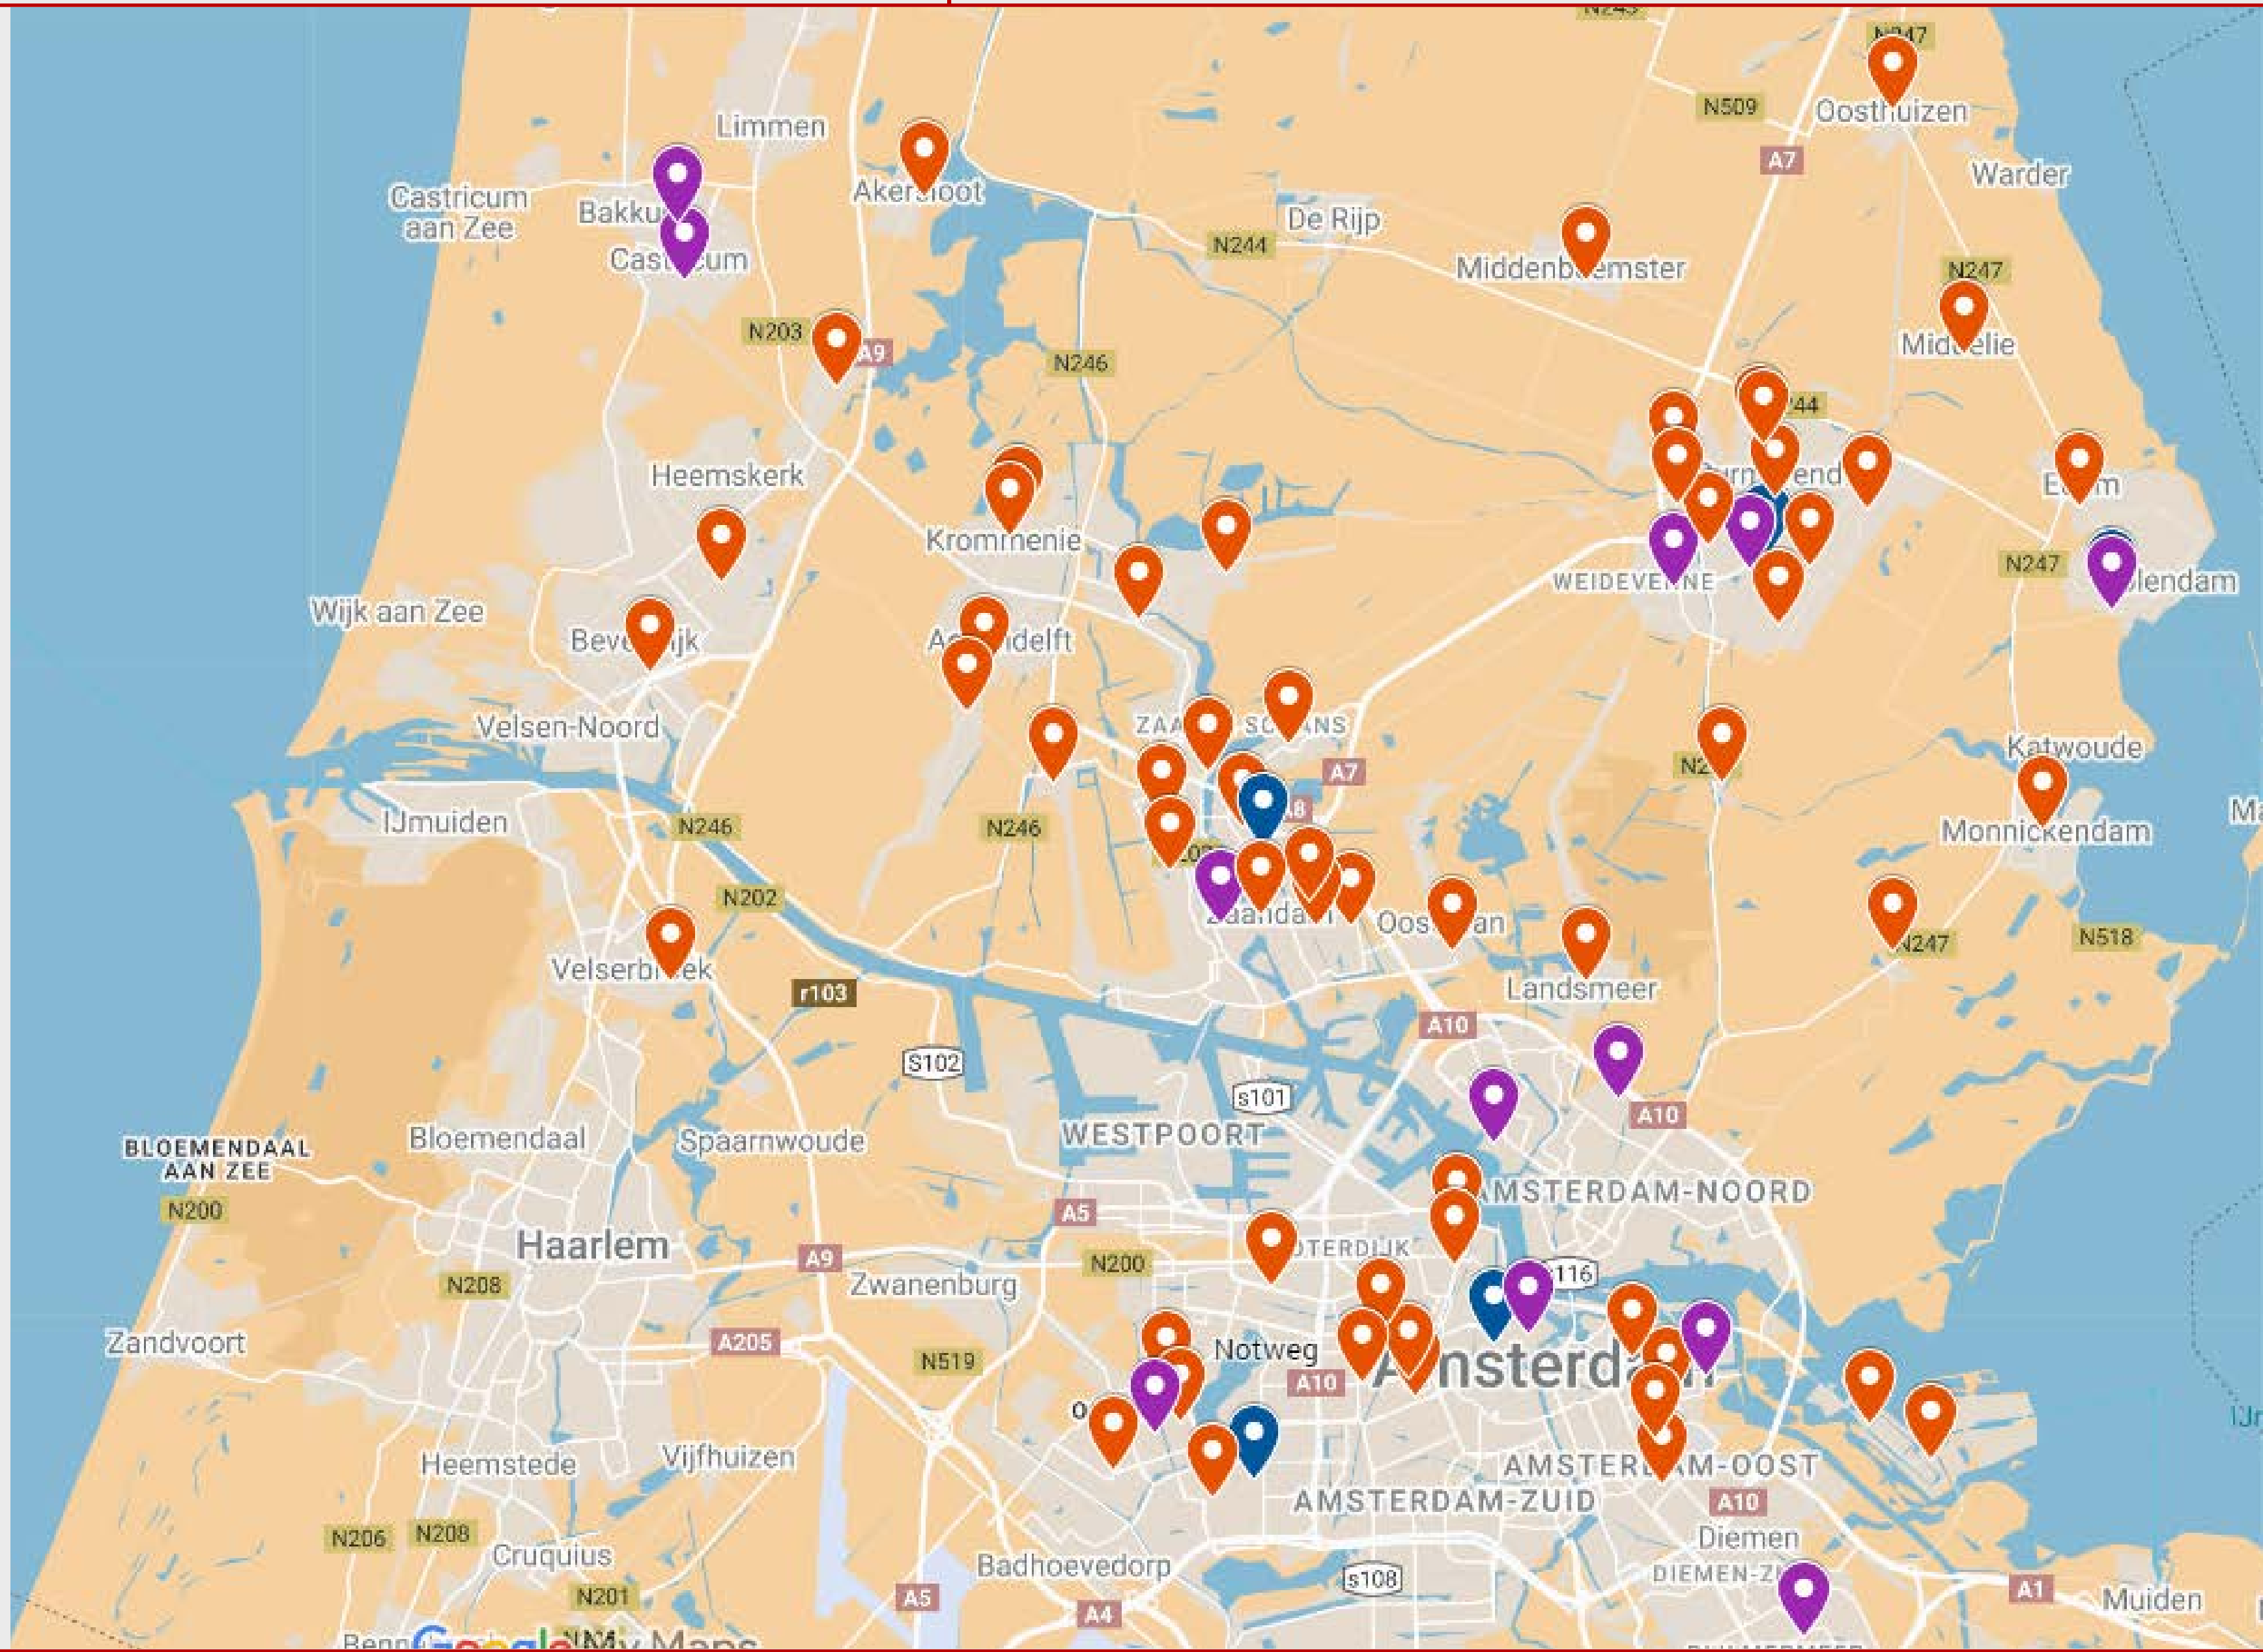 N247
Oosthuizen
N509
Limmen
A7
Warder
Castricum
aan Zee
De Rijp
N244
N247
N203
A9
N246
Heemskerk
Krommenie
WEIDEVENNE
N247
Wijk aan Zee
Velsen-Noord
Katwoude
A7
IJmuiden
N246
N246
Monnickendam
N202
N247
N518
Landsmeer
r103
A10
S102
s101
A10
BLOEMENDAAL
AAN ZEE
Bloemendaal
Spaarnwoude
WESTPOORT
N200
A5
AMSTERDAM-NOORD
Haarlem
A9
N200
Zwanenburg
N208
Zandvoort
A205
N519
Notweg
A10
Heemstede
Vijfhuizen
AMSTERDAM-ZUID
A10
N206
N208
Cruquius
Diemen
Badhoevedorp
s108
N201
A5
A4
A1
Muiden
Google My Maps